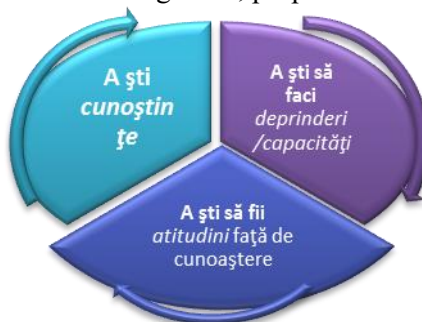 A şti
cunoştin
ţe
A şti să
faci
deprinderi
/capacităţi
A şti să fii
atitudini faţă de
cunoaştere